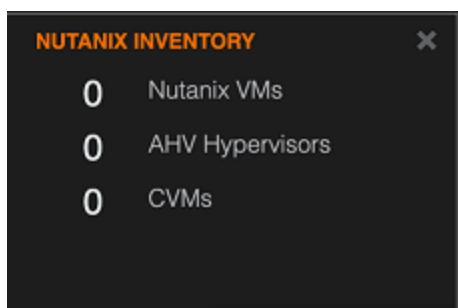 NUTANIX INVENTORY
0 Nutanix VMs
0 AHV Hypervisors
0 CVMs